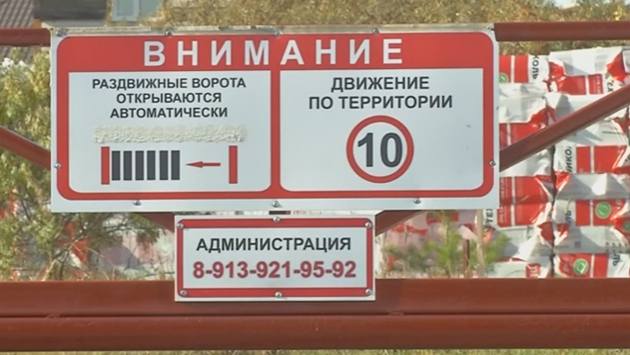 ВНИМАНИЕ
РАЗДВИЖНЫЕ ВОРОТА
ОТКРЫВАЮТСЯ
АВТОМАТИЧЕСКИ
ДВИЖЕНИЕ
ПО ТЕРРИТОРИИ
10
АДМИНИСТРАЦИЯ
8-913-921-95-92